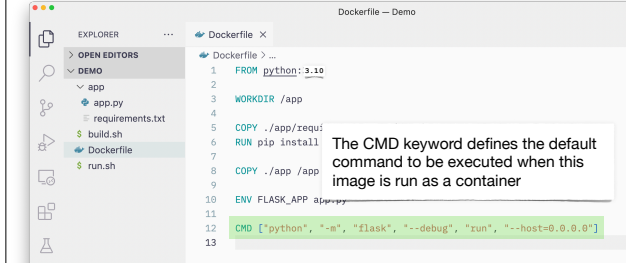 Dockerfile — Demo
EXPLORER ...
Dockerfile ×
> OPEN EDITORS
Dockerfile > ...
DEMO
app
app.py
requirements.txt
$ build.sh
Dockerfile
$ run.sh
1 FROM python:3.10
2
3 WORKDIR /app
4
5 COPY ./app/requi
6 RUN pip install
7
8 COPY ./app /app
9
10 ENV FLASK_APP app.py
11
12 CMD ["python", "-m", "flask", "--debug", "run", "--host=0.0.0.0"]
13
The CMD keyword defines the default
command to be executed when this
image is run as a container